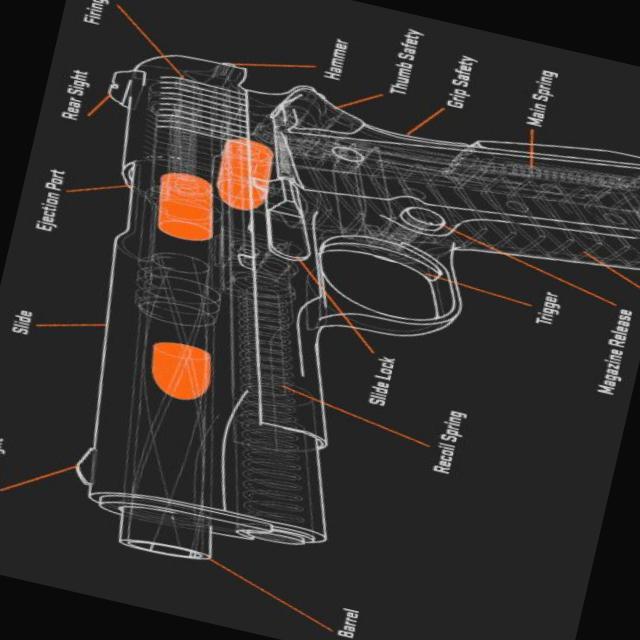 Firing
Hammer
Thumb Safety
Grip Safety
Main Spring
Rear Sight
Ejection Port
Slide
Trigger
Magazine Release
Slide Lock
Recoil Spring
Barrel